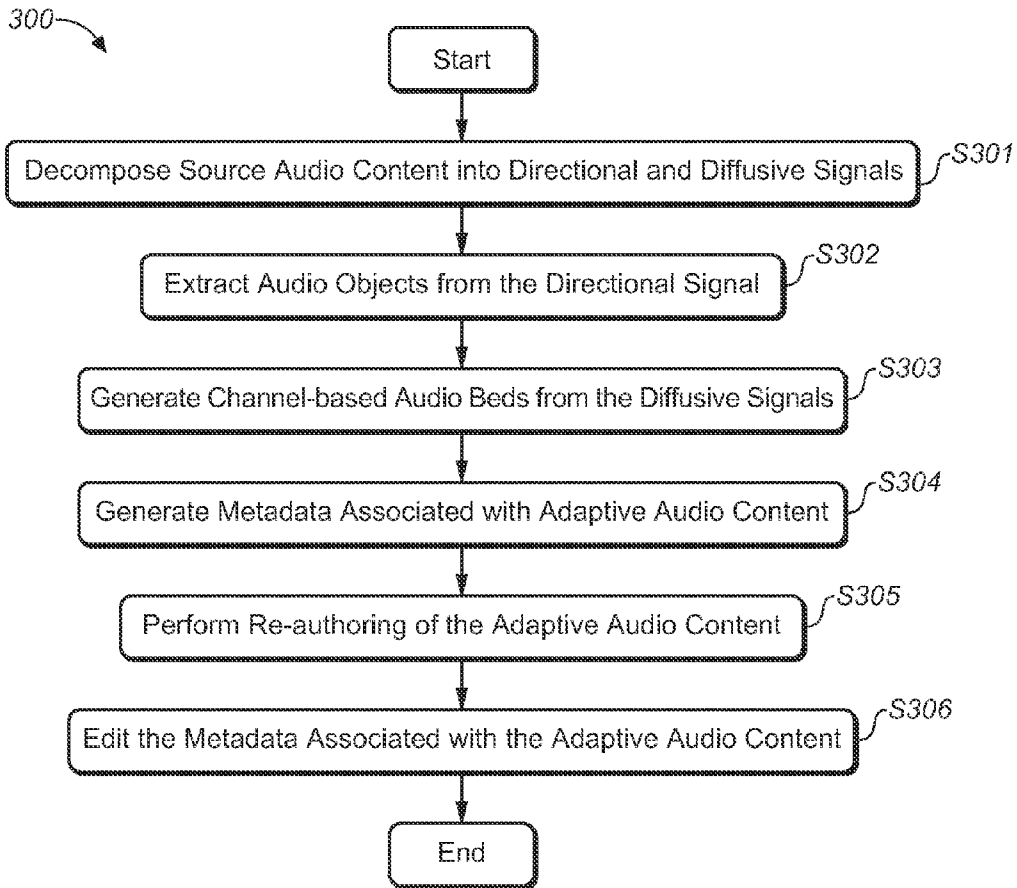 300
Start
Decompose Source Audio Content into Directional and Diffusive Signals
S301
Extract Audio Objects from the Directional Signal
S302
Generate Channel-based Audio Beds from the Diffusive Signals
S303
Generate Metadata Associated with Adaptive Audio Content
S304
Perform Re-authoring of the Adaptive Audio Content
S305
Edit the Metadata Associated with the Adaptive Audio Content
S306
End